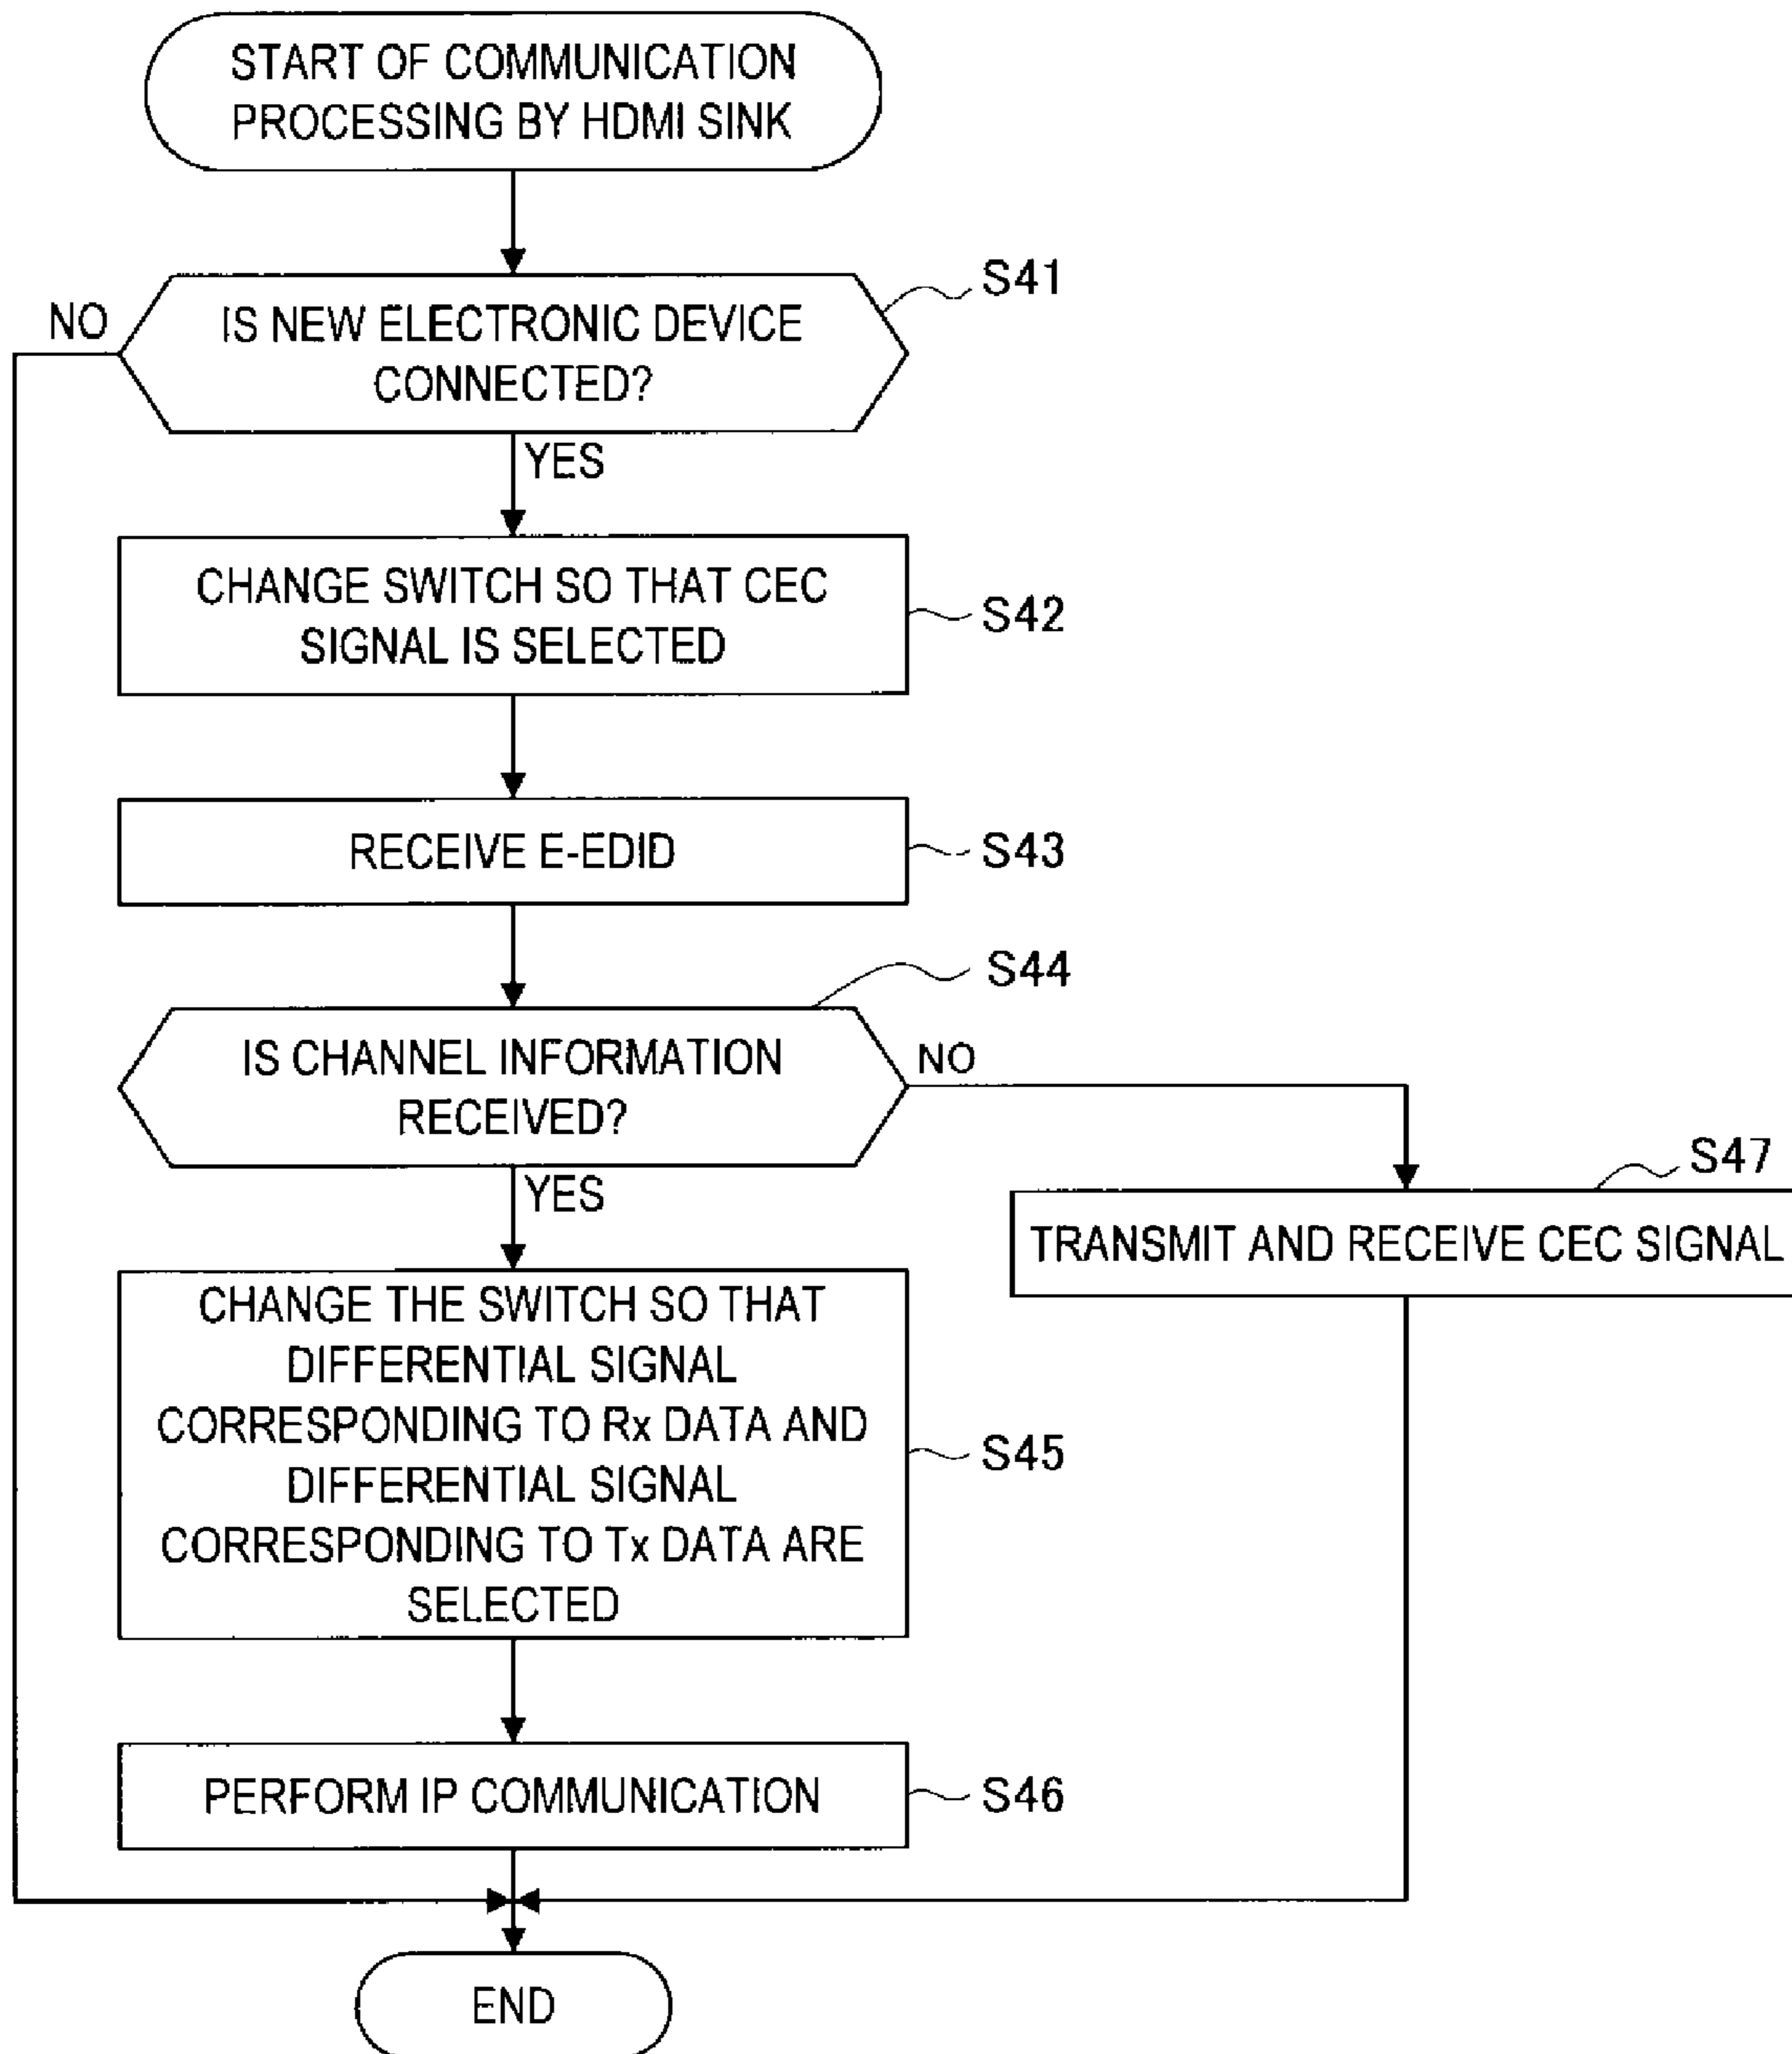 START OF COMMUNICATION
PROCESSING BY HDMI SINK
S41
NO
IS NEW ELECTRONIC DEVICE
CONNECTED?
YES
CHANGE SWITCH SO THAT CEC
SIGNAL IS SELECTED
S42
RECEIVE E-EDID
S43
S44
IS CHANNEL INFORMATION
RECEIVED?
NO
YES
S47
TRANSMIT AND RECEIVE CEC SIGNAL
CHANGE THE SWITCH SO THAT
DIFFERENTIAL SIGNAL
CORRESPONDING TO Rx DATA AND
DIFFERENTIAL SIGNAL
CORRESPONDING TO Tx DATA ARE
SELECTED
S45
PERFORM IP COMMUNICATION
S46
END